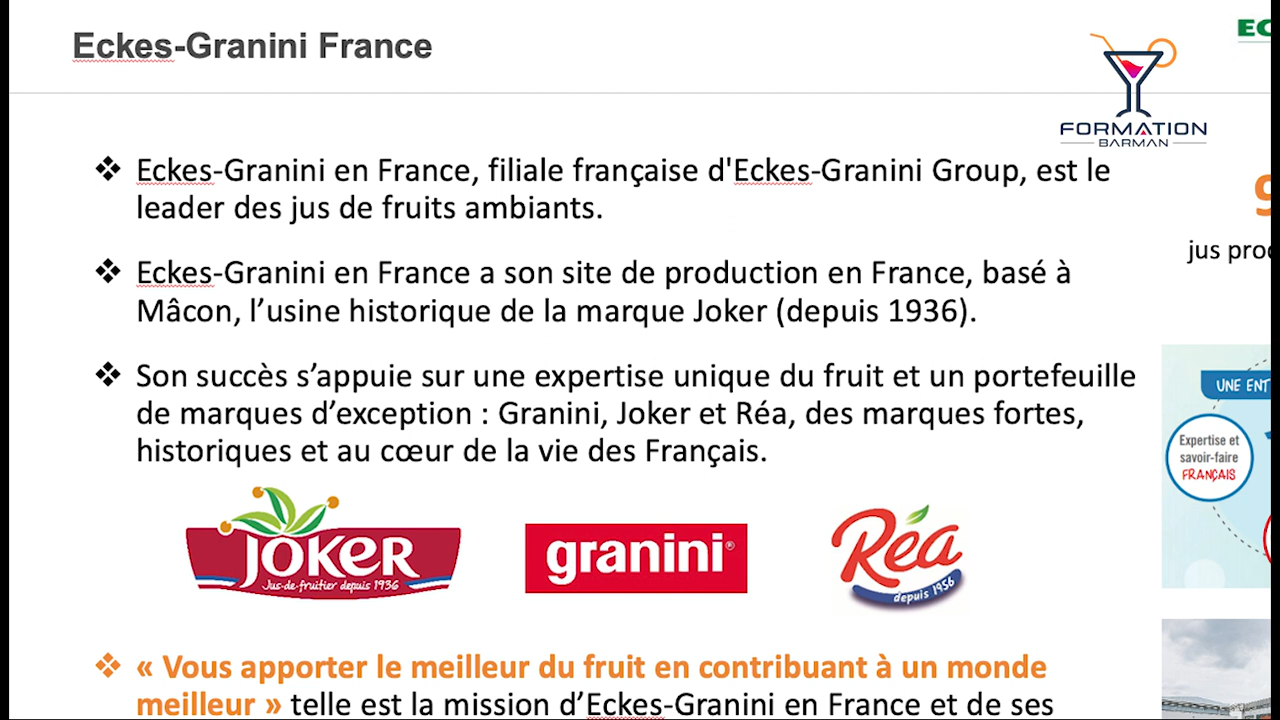 Eckes-Granini France
FORMATION
BARMAN
Eckes-Granini en France, filiale française d'Eckes-Granini Group, est le
leader des jus de fruits ambiants.
Eckes-Granini en France a son site de production en France, basé à
Mâcon, l’usine historique de la marque Joker (depuis 1936).
Son succès s’appuie sur une expertise unique du fruit et un portefeuille
de marques d’exception : Granini, Joker et Réa, des marques fortes,
historiques et au cœur de la vie des Français.
JOKER
Jus-de-fruitier depuis 1936
granini®
Réa
depuis 1956
« Vous apporter le meilleur du fruit en contribuant à un monde
meilleur » telle est la mission d’Eckes-Granini en France et de ses
jus
UNE
Expertise et
savoir-faire
FRANÇAIS